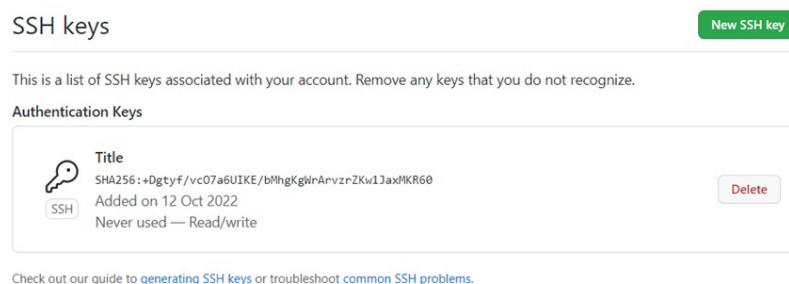 SSH keys
New SSH key
This is a list of SSH keys associated with your account. Remove any keys that you do not recognize.
Authentication Keys
Title
SHA256:+Dgtyf/vcO7a6UIKE/bMhgKgWrArvzrZKw1JaxMKR60
SSH
Added on 12 Oct 2022
Delete
Never used — Read/write
Check out our guide to generating SSH keys or troubleshoot common SSH problems.